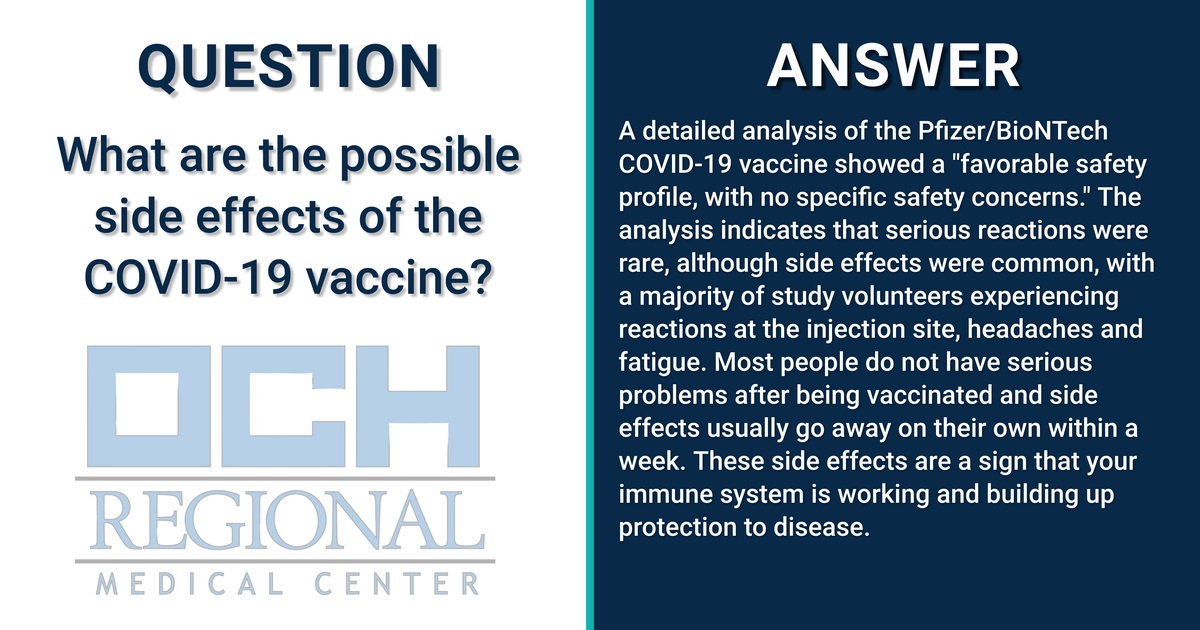 QUESTION
What are the possible
side effects of the
COVID-19 vaccine?
OCH
REGIONAL
MEDICAL CENTER
ANSWER
A detailed analysis of the Pfizer/BioNTech
COVID-19 vaccine showed a "favorable safety
profile, with no specific safety concerns." The
analysis indicates that serious reactions were
rare, although side effects were common, with
a majority of study volunteers experiencing
reactions at the injection site, headaches and
fatigue. Most people do not have serious
problems after being vaccinated and side
effects usually go away on their own within a
week. These side effects are a sign that your
immune system is working and building up
protection to disease.